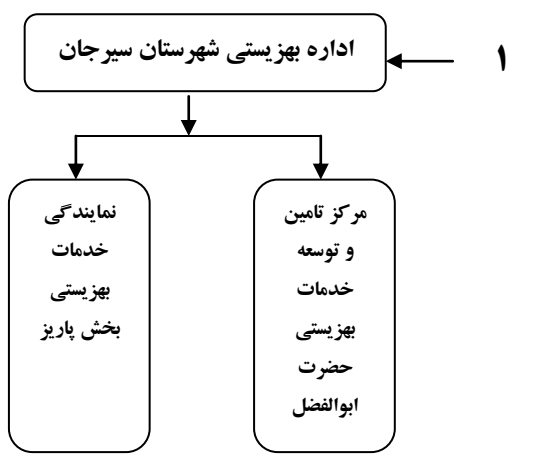 اداره بهزیستی شهرستان سیرجان
۱
مرکز تامین
و توسعه
خدمات
بهزیستی
حضرت
ابوالفضل
نمایندگی
خدمات
بهزیستی
بخش پاریز